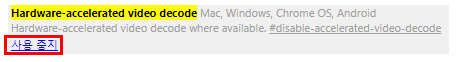 Hardware-accelerated video decode Mac, Windows, Chrome OS, Android
Hardware-accelerated video decode where available. #disable-accelerated-video-decode
사용 중지